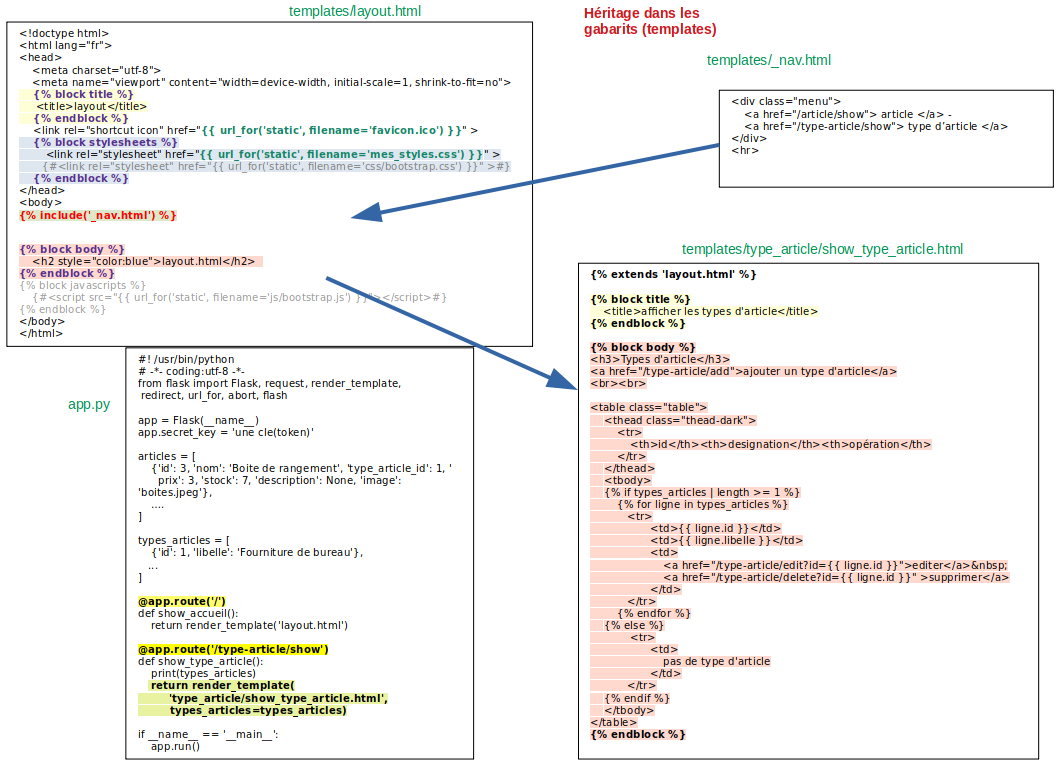 templates/layout.html
<!doctype html>
<html lang="fr">
<head>
<meta charset="utf-8">
<meta name="viewport" content="width=device-width, initial-scale=1, shrink-to-fit=no">
{% block title %}
<title>layout</title>
{% endblock %}
<link rel="shortcut icon" href="{{ url_for('static', filename='favicon.ico') }}" >
{% block stylesheets %}
<link rel="stylesheet" href="{{ url_for('static', filename='mes_styles.css') }}" >
{#<link rel="stylesheet" href="{{ url_for('static', filename='css/bootstrap.css') }}" >#}
{% endblock %}
</head>
<body>
{% include('_nav.html') %}
{% block body %}
<h2 style="color:blue">layout.html</h2>
{% endblock %}
{% block javascripts %}
{#<script src="{{ url_for('static', filename='js/bootstrap.js') }}"></script>#}
{% endblock %}
</body>
</html>
Héritage dans les
gabarits (templates)
templates/_nav.html
<div class="menu">
<a href="/article/show"> article </a> -
<a href="/type-article/show"> type d'article </a>
</div>
<hr>
app.py
#! /usr/bin/python
# -*- coding:utf-8 -*-
from flask import Flask, request, render_template,
redirect, url_for, abort, flash
app = Flask(__name__)
app.secret_key = 'une cle(token)'
articles = [
{'id': 3, 'nom': 'Boite de rangement', 'type_article_id': 1, '
prix': 3, 'stock': 7, 'description': None, 'image':
'boites.jpeg'},
....
]
types_articles = [
{'id': 1, 'libelle': 'Fourniture de bureau'},
...
]
@app.route('/')
def show_accueil():
return render_template('layout.html')
@app.route('/type-article/show')
def show_type_article():
print(types_articles)
return render_template(
'type_article/show_type_article.html',
types_articles=types_articles)
if __name__ == '__main__':
app.run()
templates/type_article/show_type_article.html
{% extends 'layout.html' %}
{% block title %}
<title>afficher les types d'article</title>
{% endblock %}
{% block body %}
<h3>Types d'article</h3>
<a href="/type-article/add">ajouter un type d'article</a>
<br><br>
<table class="table">
<thead class="thead-dark">
<tr>
<th>id</th><th>designation</th><th>opération</th>
</tr>
</thead>
<tbody>
{% if types_articles | length >= 1 %}
{% for ligne in types_articles %}
<tr>
<td>{{ ligne.id }}</td>
<td>{{ ligne.libelle }}</td>
<td>
<a href="/type-article/edit?id={{ ligne.id }}">editer</a>&nbsp;
<a href="/type-article/delete?id={{ ligne.id }}" >supprimer</a>
</td>
</tr>
{% endfor %}
{% else %}
<tr>
<td>
pas de type d'article
</td>
</tr>
{% endif %}
</tbody>
</table>
{% endblock %}